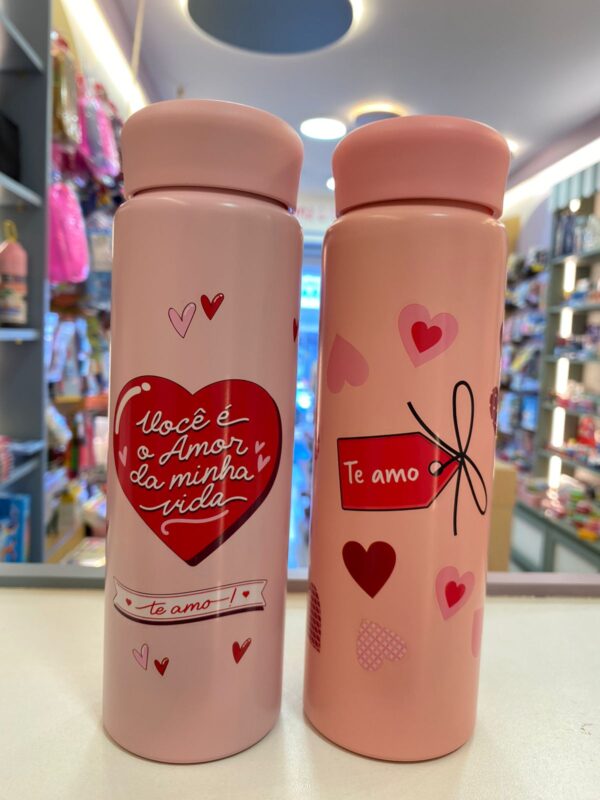 Você é
o Amor
da minha
vida
te amo!
Te amo